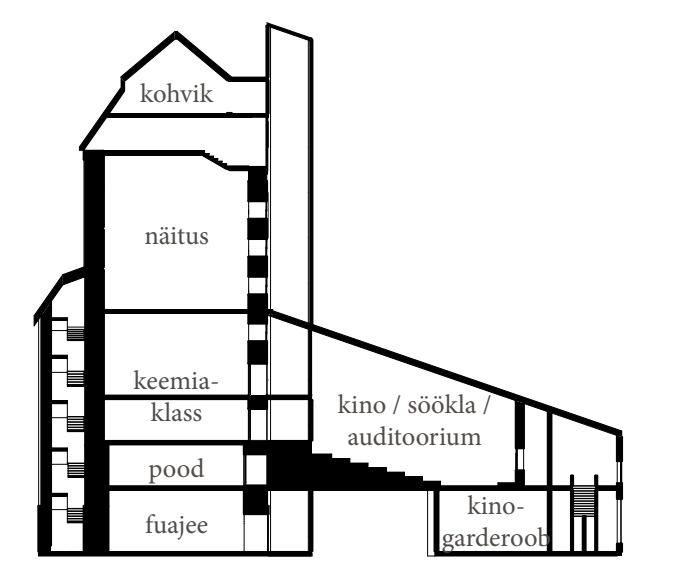 kohvik
näitus
keemia-
klass
kino / söökla /
auditoorium
pood
kino-
garderoob
fuajee